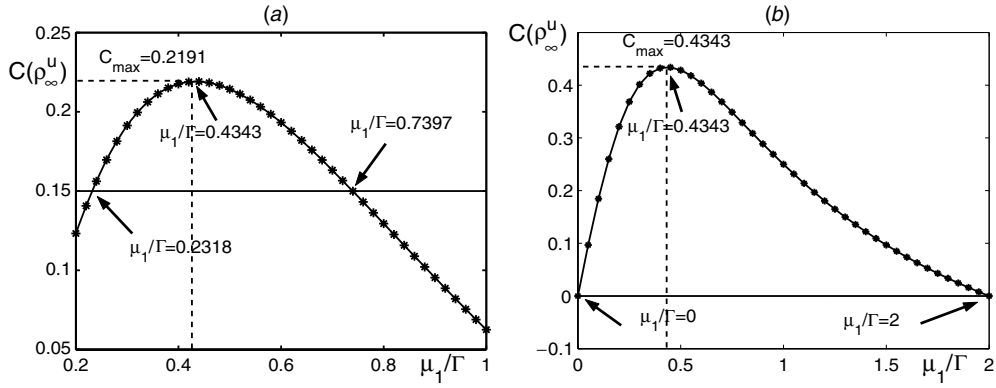 (a)
C(ρ∞ᵘ)
0.25
0.2
0.15
0.1
0.05
C_max=0.2191
μ₁/Γ=0.4343
μ₁/Γ=0.7397
μ₁/Γ=0.2318
0.2 0.4 0.6 0.8 1
μ₁/Γ
(b)
C(ρ∞ᵘ)
0.4
0.3
0.2
0.1
0
−0.1
C_max=0.4343
μ₁/Γ=0.4343
μ₁/Γ=0
μ₁/Γ=2
0 0.5 1 1.5 2
μ₁/Γ